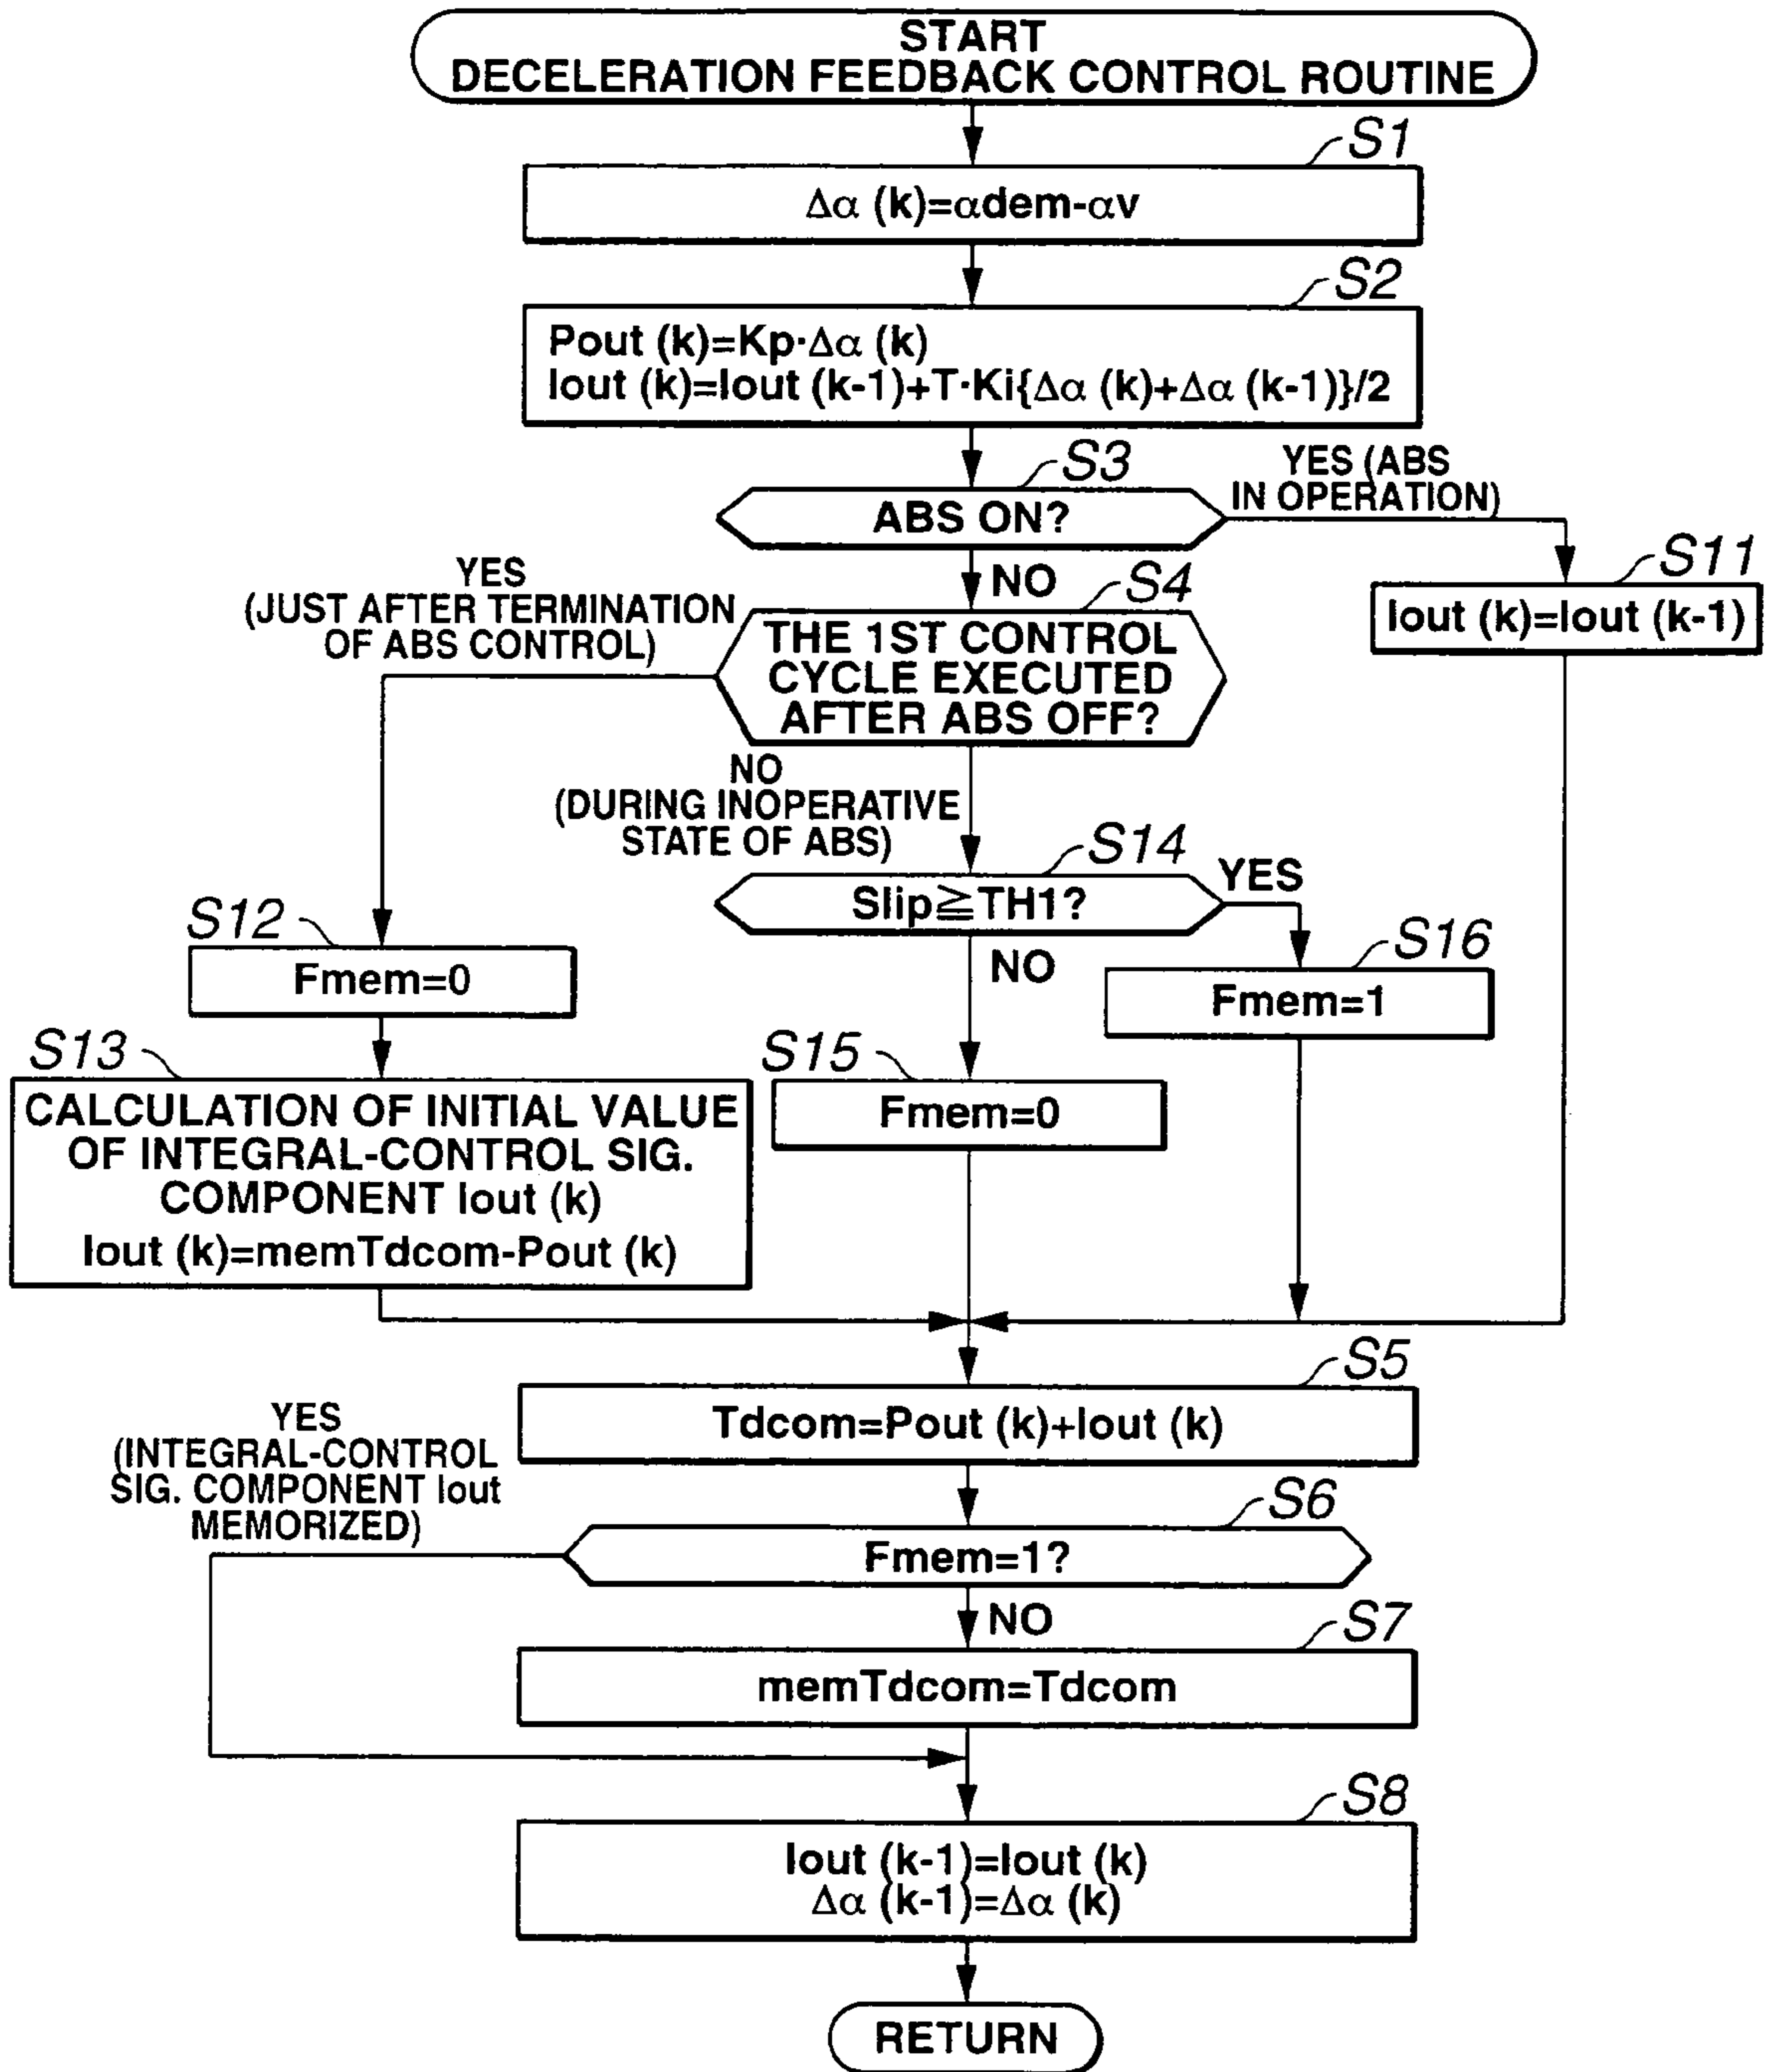 START
DECELERATION FEEDBACK CONTROL ROUTINE
S1
Δα (k)=αdem-αv
S2
Pout (k)=Kp·Δα (k)
Iout (k)=Iout (k-1)+T·Ki{Δα (k)+Δα (k-1)}/2
S3
ABS ON?
YES (ABS
IN OPERATION)
S11
Iout (k)=Iout (k-1)
NO
S4
THE 1ST CONTROL
CYCLE EXECUTED
AFTER ABS OFF?
YES
(JUST AFTER TERMINATION
OF ABS CONTROL)
NO
(DURING INOPERATIVE
STATE OF ABS)
S14
Slip≧TH1?
YES
S16
Fmem=1
NO
S12
Fmem=0
S13
CALCULATION OF INITIAL VALUE
OF INTEGRAL-CONTROL SIG.
COMPONENT Iout (k)
Iout (k)=memTdcom-Pout (k)
S15
Fmem=0
S5
Tdcom=Pout (k)+Iout (k)
YES
(INTEGRAL-CONTROL
SIG. COMPONENT Iout
MEMORIZED)
S6
Fmem=1?
NO
S7
memTdcom=Tdcom
S8
Iout (k-1)=Iout (k)
Δα (k-1)=Δα (k)
RETURN